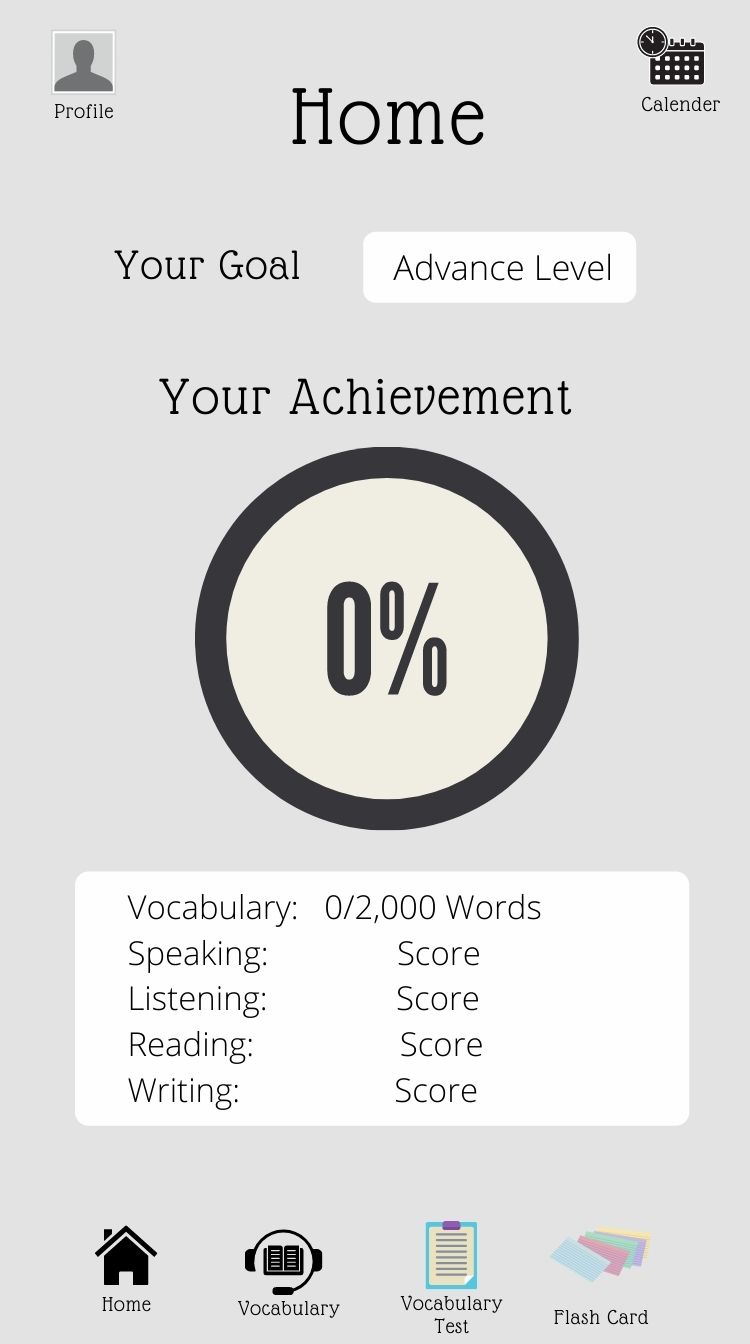 Profile
Calender
Home
Your Goal
Advance Level
Your Achievement
0%
Vocabulary: 0/2,000 Words
Speaking: Score
Listening: Score
Reading: Score
Writing: Score
Home
Vocabulary
Vocabulary
Test
Flash Card